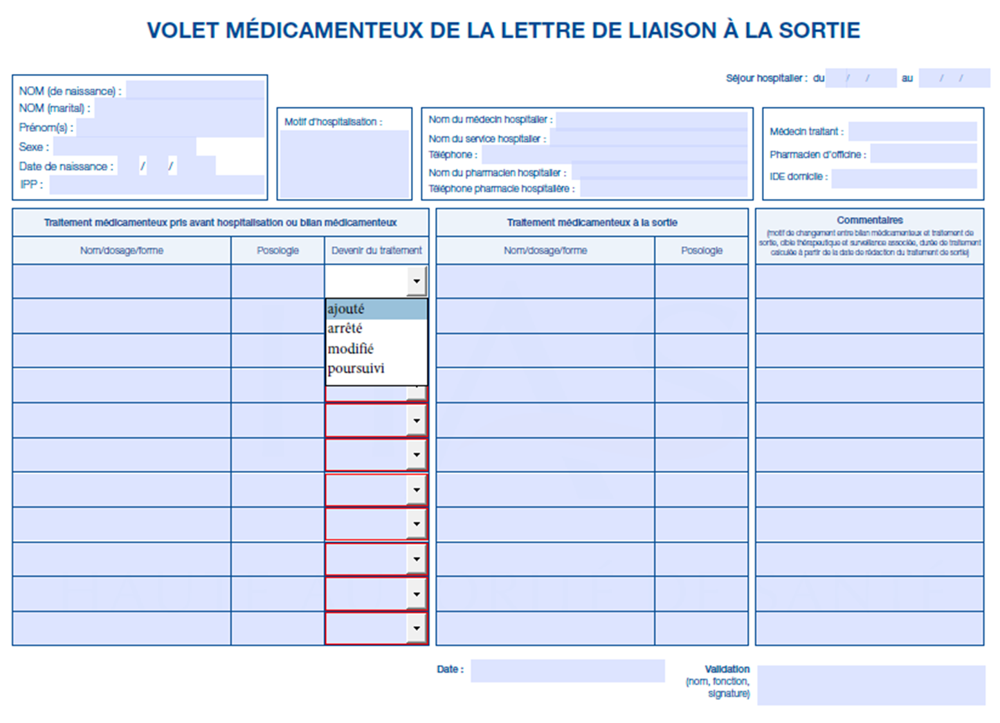 VOLET MÉDICAMENTEUX DE LA LETTRE DE LIAISON À LA SORTIE
Séjour hospitalier : du / / au / /
NOM (de naissance) :
NOM (marital) :
Prénom(s) :
Sexe :
Date de naissance : / /
IPP :
Motif d'hospitalisation :
Nom du médecin hospitalier :
Nom du service hospitalier :
Téléphone :
Nom du pharmacien hospitalier :
Téléphone pharmacie hospitalière :
Médecin traitant :
Pharmacien d'officine :
IDE domicile :
Traitement médicamenteux pris avant hospitalisation ou bilan médicamenteux
Nom/dosage/forme Posologie Devenir du traitement
ajouté
arrêté
modifié
poursuivi
Traitement médicamenteux à la sortie
Nom/dosage/forme Posologie
Commentaires
(motif de changement entre bilan médicamenteux et traitement de
sortie, cible thérapeutique et surveillance associée, durée de traitement
calculée à partir de la date de rédaction du traitement de sortie)
Date :
Validation
(nom, fonction,
signature)